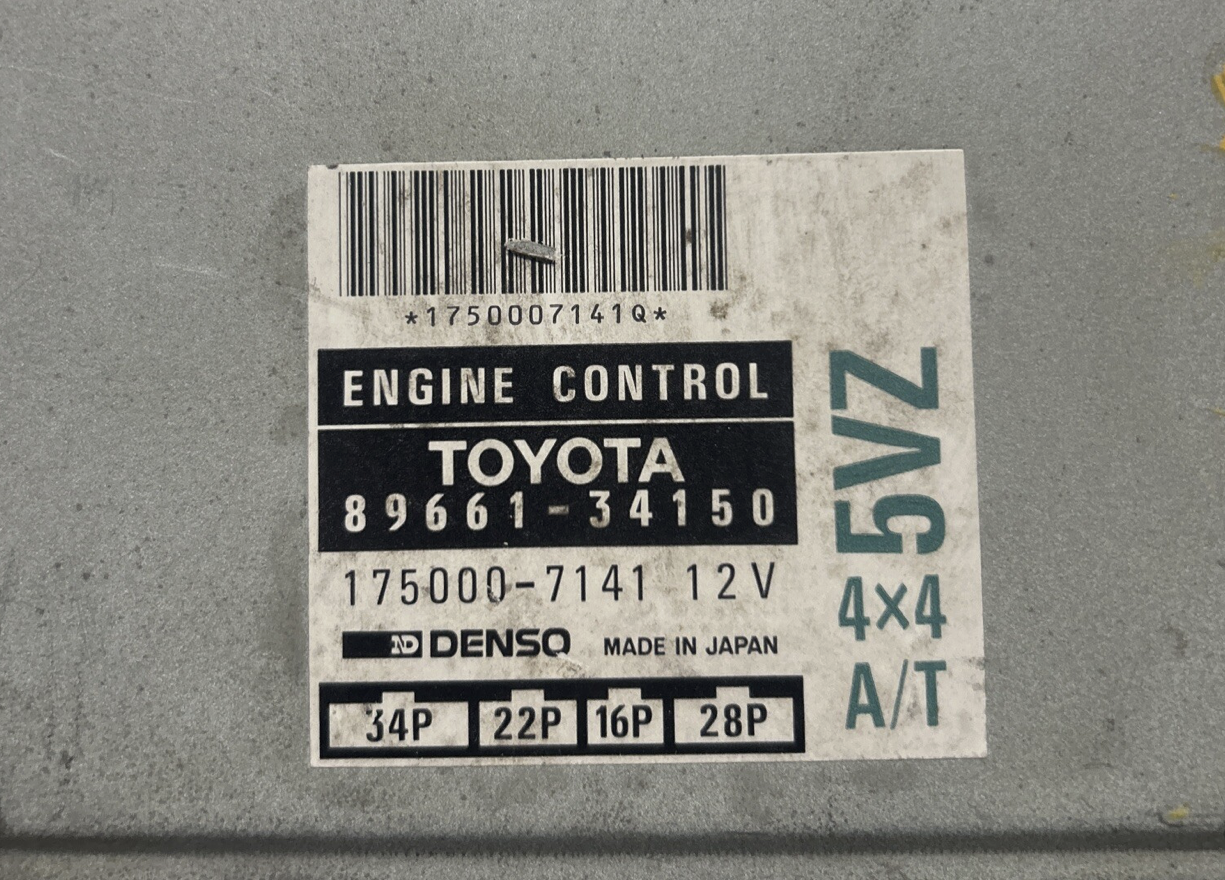 *1750007141Q*
ENGINE CONTROL
TOYOTA
89661-34150
175000-7141 12V
ND DENSO MADE IN JAPAN
34P 22P 16P 28P
5VZ
4×4
A/T